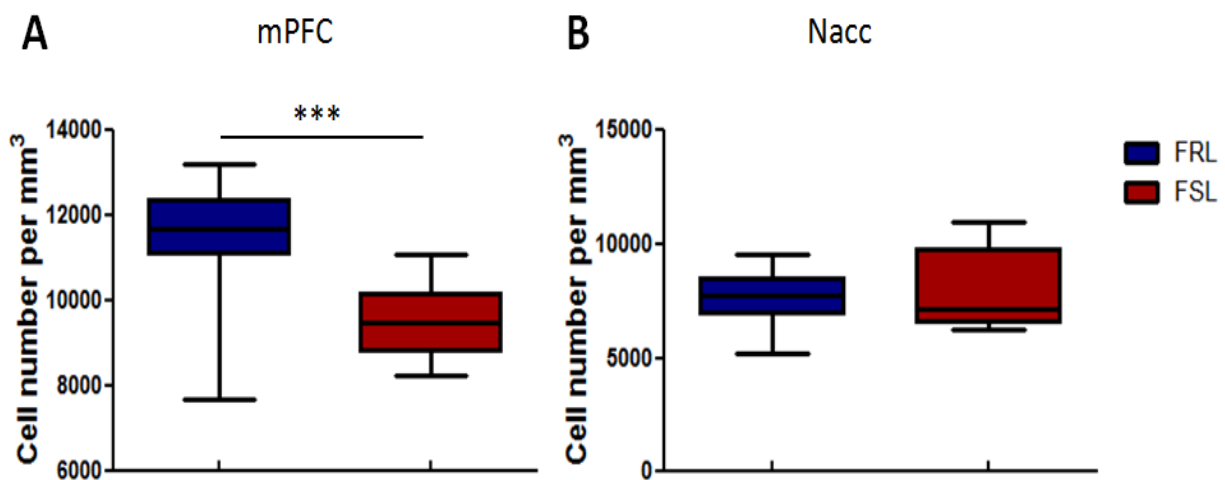 A
mPFC
***
Cell number per mm³
14000
12000
10000
8000
6000
B
Nacc
Cell number per mm³
15000
10000
5000
0
FRL
FSL